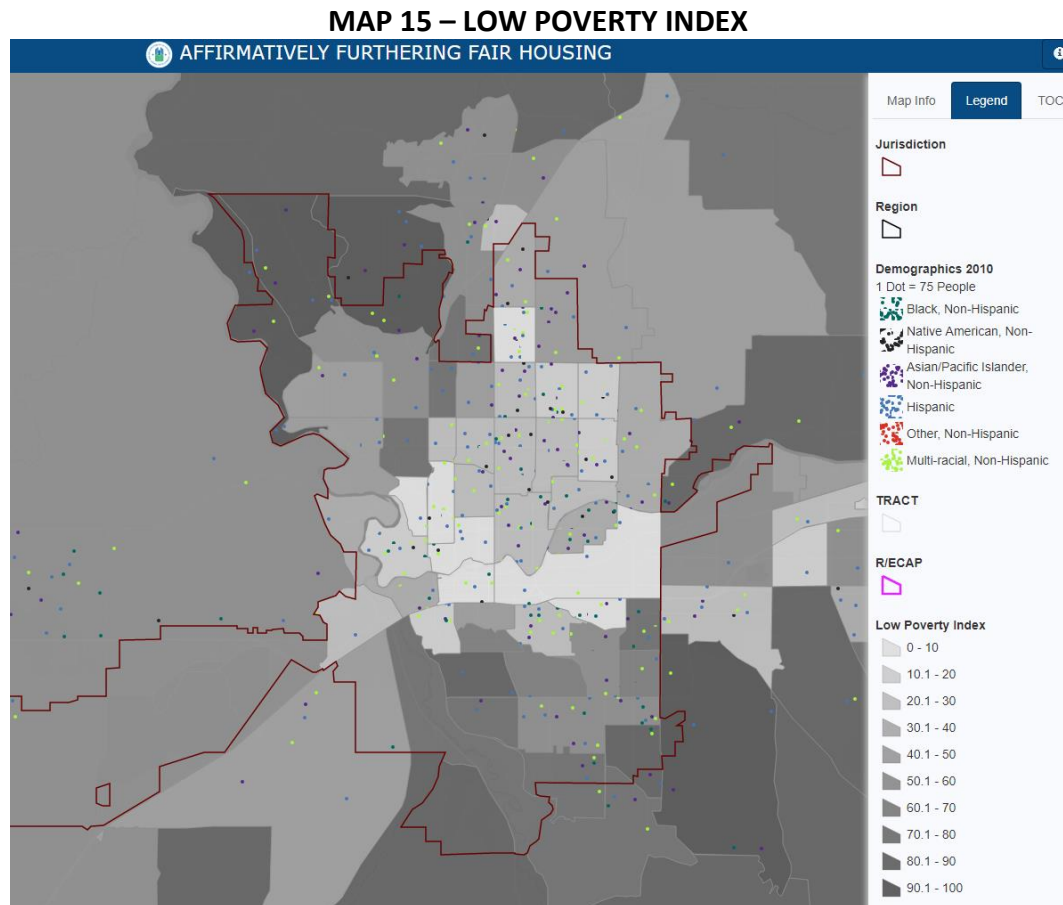 MAP 15 – LOW POVERTY INDEX
AFFIRMATIVELY FURTHERING FAIR HOUSING
Map Info
Legend
TOC
Jurisdiction
Region
Demographics 2010
1 Dot = 75 People
Black, Non-Hispanic
Native American, Non-
Hispanic
Asian/Pacific Islander,
Non-Hispanic
Hispanic
Other, Non-Hispanic
Multi-racial, Non-Hispanic
TRACT
R/ECAP
Low Poverty Index
0 - 10
10.1 - 20
20.1 - 30
30.1 - 40
40.1 - 50
50.1 - 60
60.1 - 70
70.1 - 80
80.1 - 90
90.1 - 100